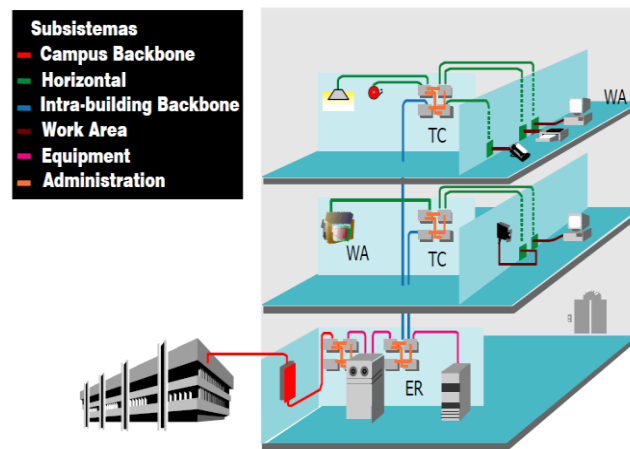 Subsistemas
Campus Backbone
Horizontal
Intra-building Backbone
Work Area
Equipment
Administration
WA
TC
WA
TC
ER